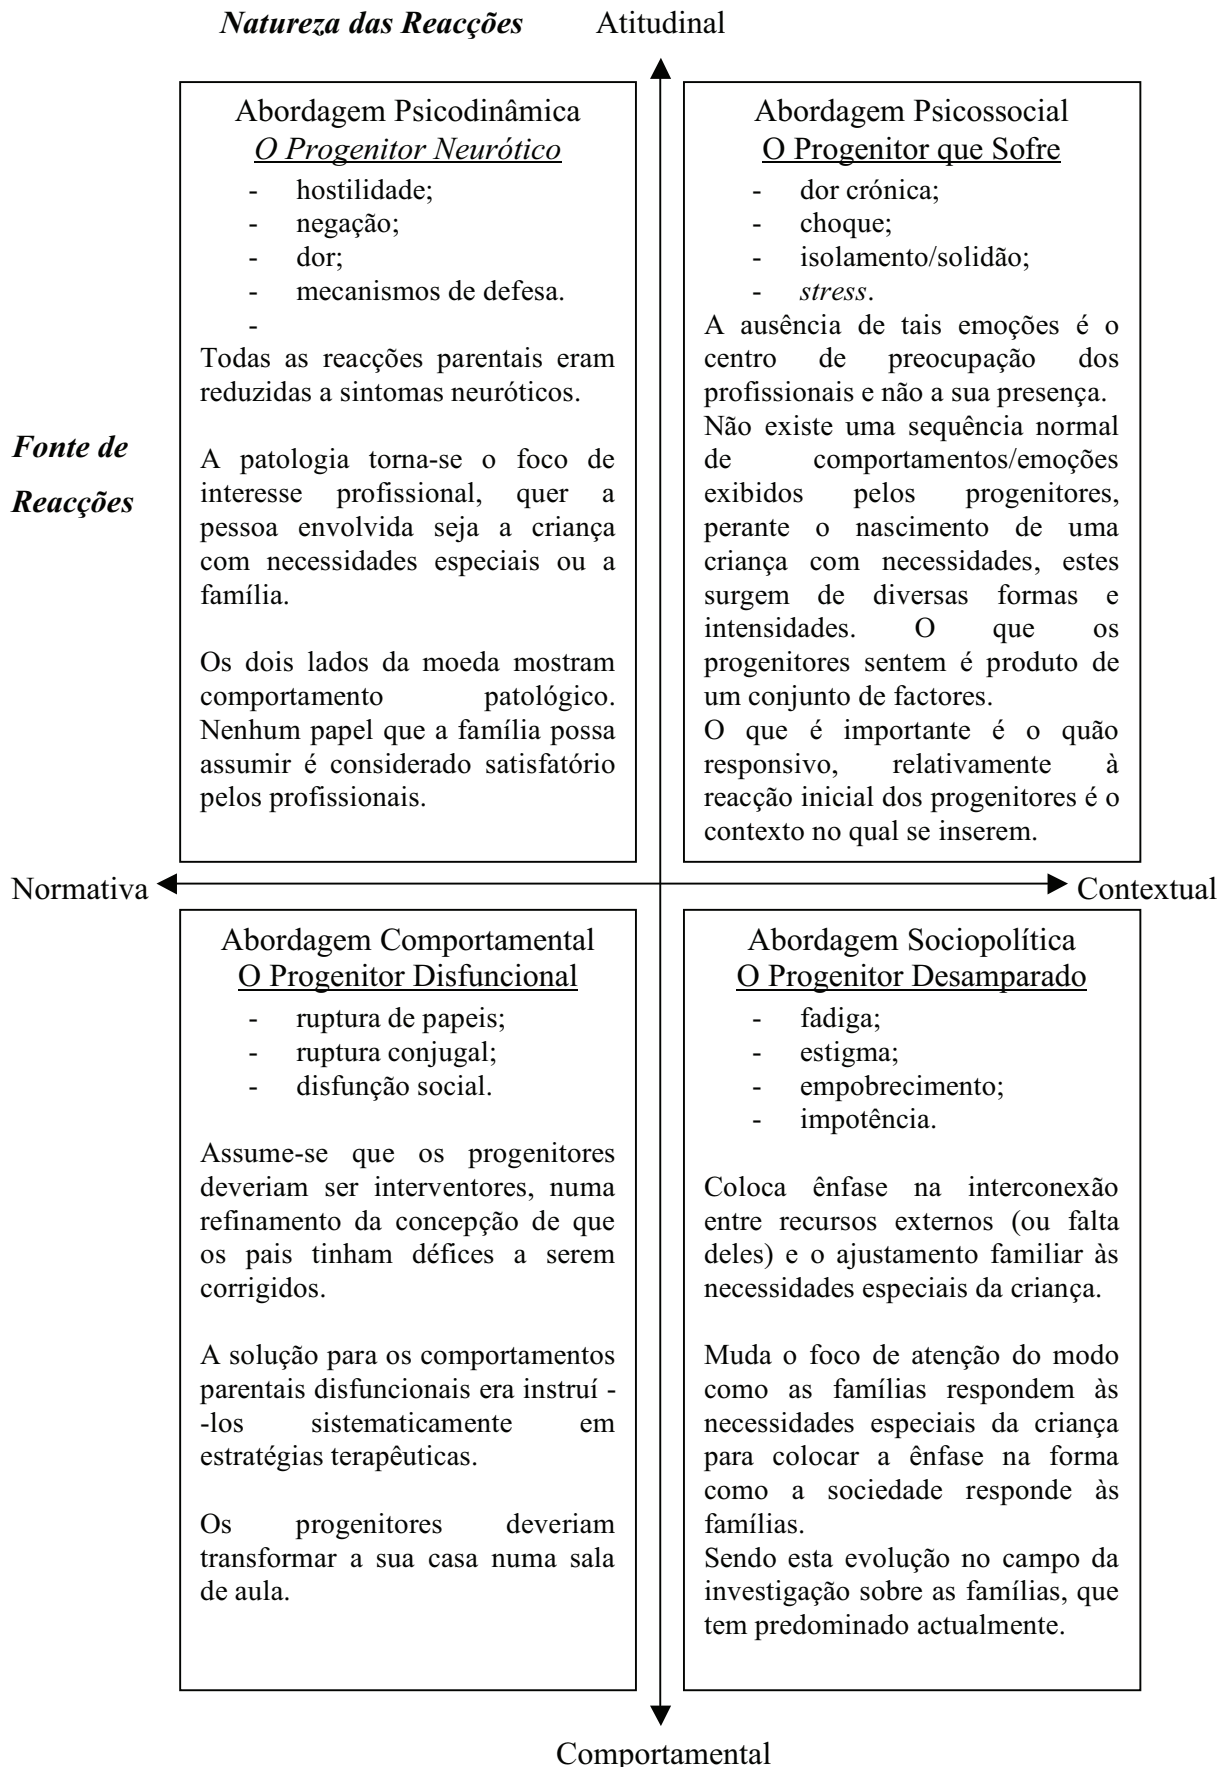 Natureza das Reacções Atitudinal
Abordagem Psicodinâmica
O Progenitor Neurótico
- hostilidade;
- negação;
- dor;
- mecanismos de defesa.
-
Todas as reacções parentais eram
reduzidas a sintomas neuróticos.
A patologia torna-se o foco de
interesse profissional, quer a
pessoa envolvida seja a criança
com necessidades especiais ou a
família.
Os dois lados da moeda mostram
comportamento patológico.
Nenhum papel que a família possa
assumir é considerado satisfatório
pelos profissionais.
Abordagem Psicossocial
O Progenitor que Sofre
- dor crónica;
- choque;
- isolamento/solidão;
- stress.
A ausência de tais emoções é o
centro de preocupação dos
profissionais e não a sua presença.
Não existe uma sequência normal
de comportamentos/emoções
exibidos pelos progenitores,
perante o nascimento de uma
criança com necessidades, estes
surgem de diversas formas e
intensidades. O que os
progenitores sentem é produto de
um conjunto de factores.
O que é importante é o quão
responsivo, relativamente à
reacção inicial dos progenitores é o
contexto no qual se inserem.
Fonte de
Reacções
Normativa
Contextual
Abordagem Comportamental
O Progenitor Disfuncional
- ruptura de papeis;
- ruptura conjugal;
- disfunção social.
Assume-se que os progenitores
deveriam ser interventores, numa
refinamento da concepção de que
os pais tinham défices a serem
corrigidos.
A solução para os comportamentos
parentais disfuncionais era instruí -
-los sistematicamente em
estratégias terapêuticas.
Os progenitores deveriam
transformar a sua casa numa sala
de aula.
Abordagem Sociopolítica
O Progenitor Desamparado
- fadiga;
- estigma;
- empobrecimento;
- impotência.
Coloca ênfase na interconexão
entre recursos externos (ou falta
deles) e o ajustamento familiar às
necessidades especiais da criança.
Muda o foco de atenção do modo
como as famílias respondem às
necessidades especiais da criança
para colocar a ênfase na forma
como a sociedade responde às
famílias.
Sendo esta evolução no campo da
investigação sobre as famílias, que
tem predominado actualmente.
Comportamental